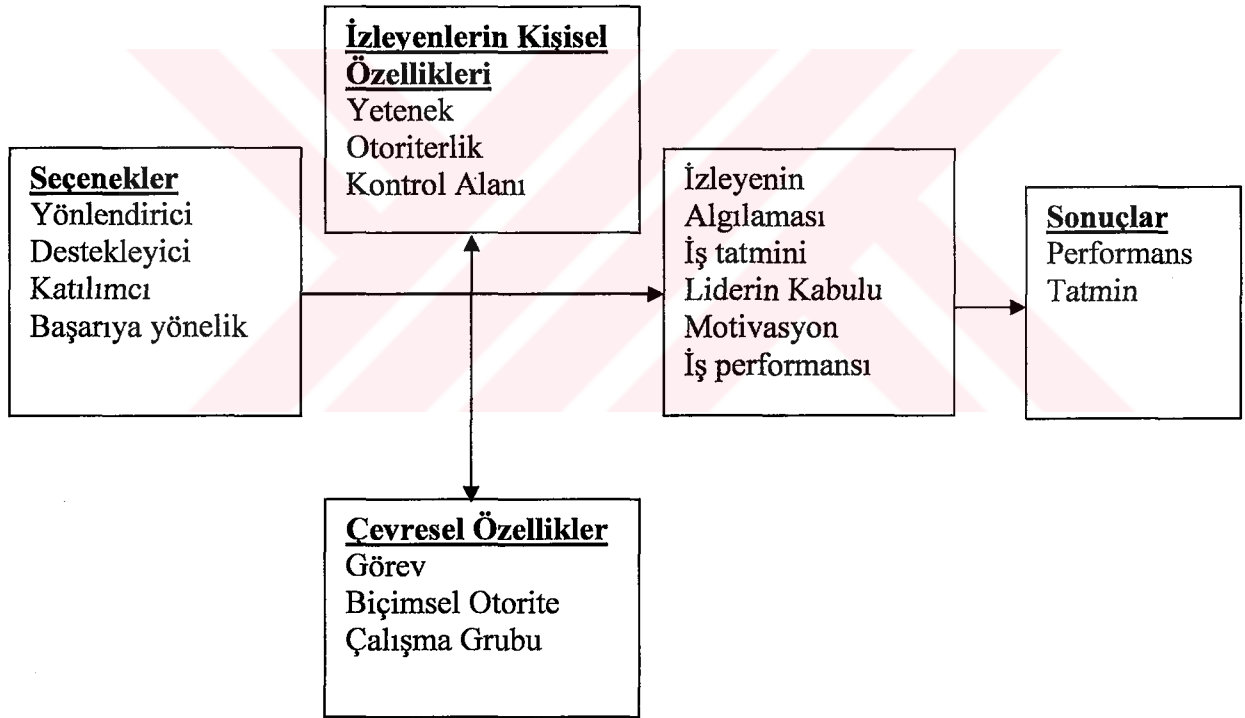 İzleyenlerin Kişisel
Özellikleri
Yetenek
Otoriterlik
Kontrol Alanı
Seçenekler
Yönlendirici
Destekleyici
Katılımcı
Başarıya yönelik
İzleyenin
Algılaması
İş tatmini
Liderin Kabulu
Motivasyon
İş performansı
Sonuçlar
Performans
Tatmin
Çevresel Özellikler
Görev
Biçimsel Otorite
Çalışma Grubu